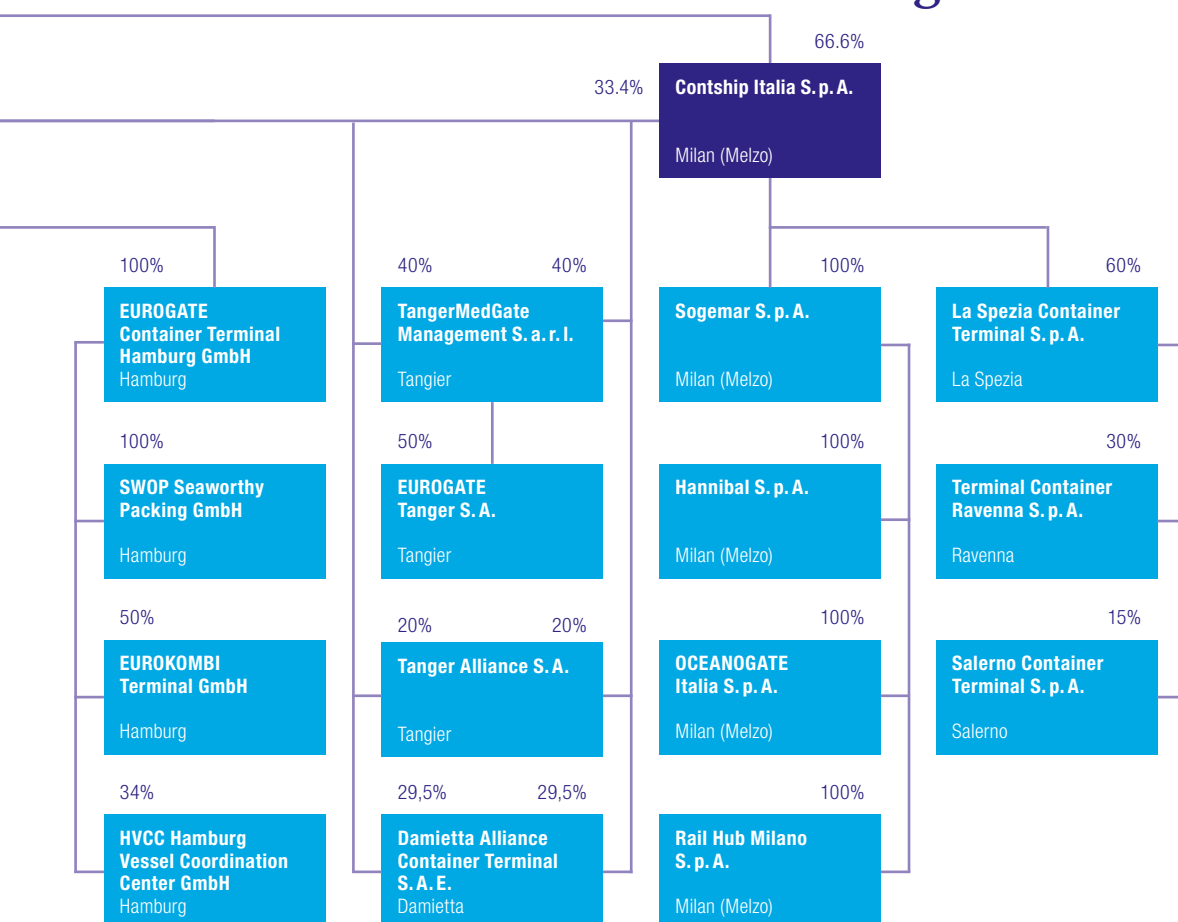 66.6%
33.4%
Contship Italia S. p. A.
Milan (Melzo)
100%
EUROGATE
Container Terminal
Hamburg GmbH
Hamburg
100%
SWOP Seaworthy
Packing GmbH
Hamburg
50%
EUROKOMBI
Terminal GmbH
Hamburg
34%
HVCC Hamburg
Vessel Coordination
Center GmbH
Hamburg
40% 40%
TangerMedGate
Management S. a. r. l.
Tangier
50%
EUROGATE
Tanger S. A.
Tangier
20% 20%
Tanger Alliance S. A.
Tangier
29,5% 29,5%
Damietta Alliance
Container Terminal
S. A. E.
Damietta
100%
Sogemar S. p. A.
Milan (Melzo)
100%
Hannibal S. p. A.
Milan (Melzo)
100%
OCEANOGATE
Italia S. p. A.
Milan (Melzo)
100%
Rail Hub Milano
S. p. A.
Milan (Melzo)
60%
La Spezia Container
Terminal S. p. A.
La Spezia
30%
Terminal Container
Ravenna S. p. A.
Ravenna
15%
Salerno Container
Terminal S. p. A.
Salerno